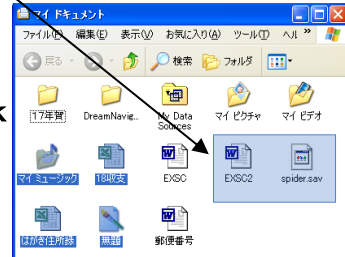 マイ ドキュメント
ファイル(F) 編集(E) 表示(V) お気に入り(A) ツール(T) ヘル »
戻る 検索 フォルダ
17年賀 DreamNavig... My Data Sources マイ ピクチャ マイ ビデオ
k
マイ ミュージック 18収支 EXSC EXSC2 spider.sav
はがき住所録 無題 郵便番号